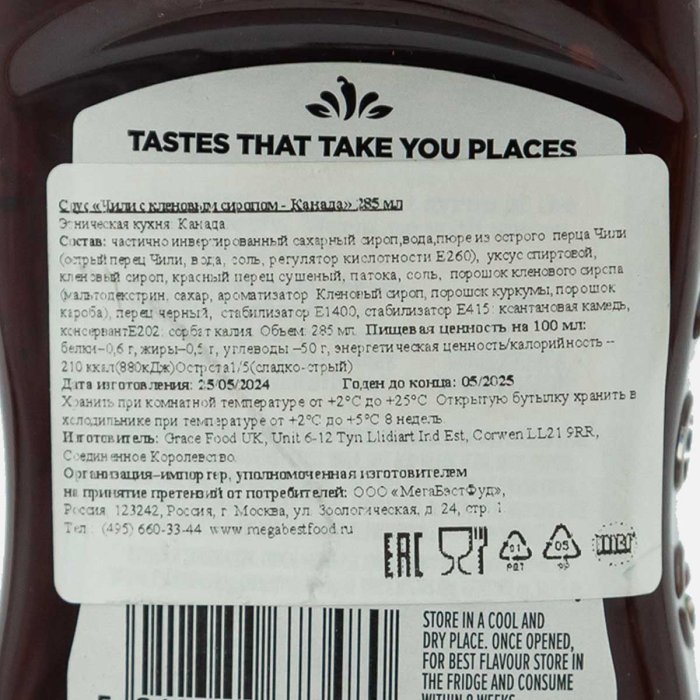 TASTES THAT TAKE YOU PLACES
Соус «Чили с кленовым сиропом - Канада» 285 мл
Этническая кухня Канада
Состав: частично инвертированный сахарный сироп,вода,пюре из острого перца Чили
(острый перец Чили, вода, соль, регулятор кислотности Е260), уксус спиртовой,
кленовый сироп, красный перец сушеный, патока, соль, порошок кленового сиропа
(мальтодекстрин, сахар, ароматизатор Кленовый сироп, порошок куркумы, порошок
кароба), перец черный, стабилизатор Е1400, стабилизатор Е415: ксантановая камедь,
консервантЕ202: сорбат калия Объем: 285 мл. Пищевая ценность на 100 мл:
белки–0,6 г, жиры–0,5 г, углеводы –50 г, энергетическая ценность/калорийность –
210 ккал(880кДж)Острста1/5(сладко-стрый)
Дата изготовления: 25/05/2024 Годен до конца: 05/2025
Хранить при комнатной температуре от +2°С до +25°С Открытую бутылку хранить в
холодильнике при температуре от +2°С до +5°С 8 недель
Изготовитель: Grace Food UK, Unit 6-12 Tyn Llidiart Ind Est, Corwen LL21 9RR,
Соединенное Королевство
Организация–импортер, уполномоченная изготовителем
на принятие претензий от потребителей: ООО «МегаБэстФуд»,
Россия 123242, Россия, г. Москва, ул. Зоологическая, д. 24, стр. 1
Тел.: (495) 660-33-44 www.megabestfood.ru
EAC 01 PET 05 PP
STORE IN A COOL AND
DRY PLACE. ONCE OPENED,
FOR BEST FLAVOUR STORE IN
THE FRIDGE AND CONSUME
WITHIN 8 WEEKS